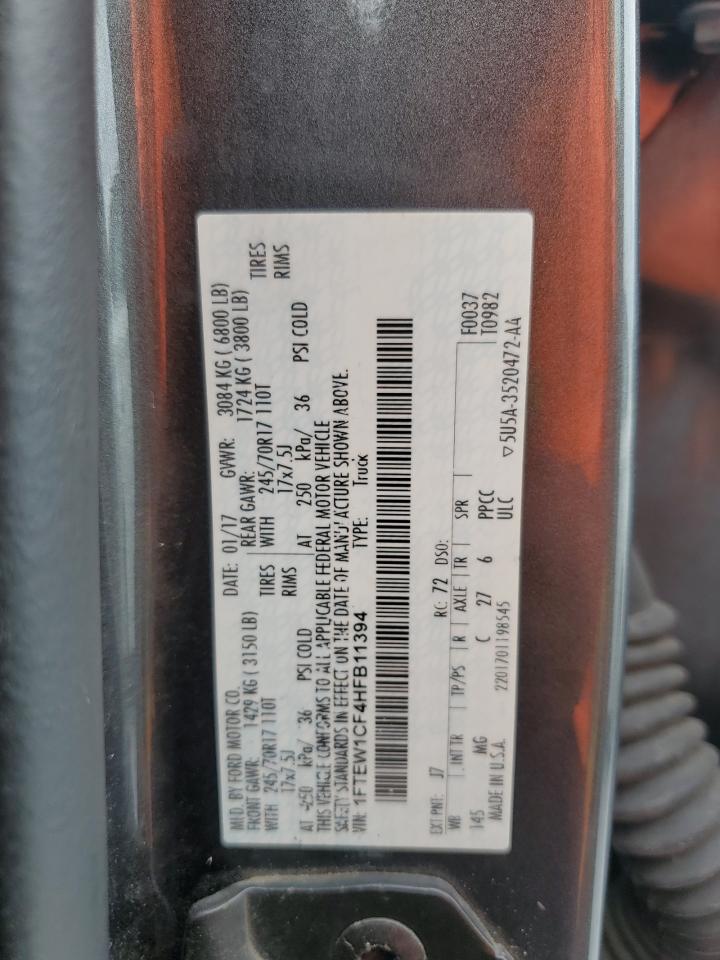 MFD. BY FORD MOTOR CO.
DATE: 01/17 GVWR: 3084 KG ( 6800 LB)
FRONT GAWR: 1429 KG ( 3150 LB) REAR GAWR: 1724 KG ( 3800 LB)
WITH 245/70R17 110T TIRES WITH 245/70R17 110T TIRES
17x7.5J RIMS 17x7.5J RIMS
AT 250 kPa/ 36 PSI COLD AT 250 kPa/ 36 PSI COLD
THIS VEHICLE CONFORMS TO ALL APPLICABLE FEDERAL MOTOR VEHICLE
SAFETY STANDARDS IN EFFECT ON THE DATE OF MANUFACTURE SHOWN ABOVE.
VIN: 1FTEW1CF4HFB11394 TYPE: Truck
EXT PNT: J7 RC: 72 DSO: F0037
WB INT TR TP/PS R AXLE TR SPR T0982
145 MG C 27 6 PPCC
MADE IN U.S.A. 2201701198545 ULC
▽5U5A-3520472-AA